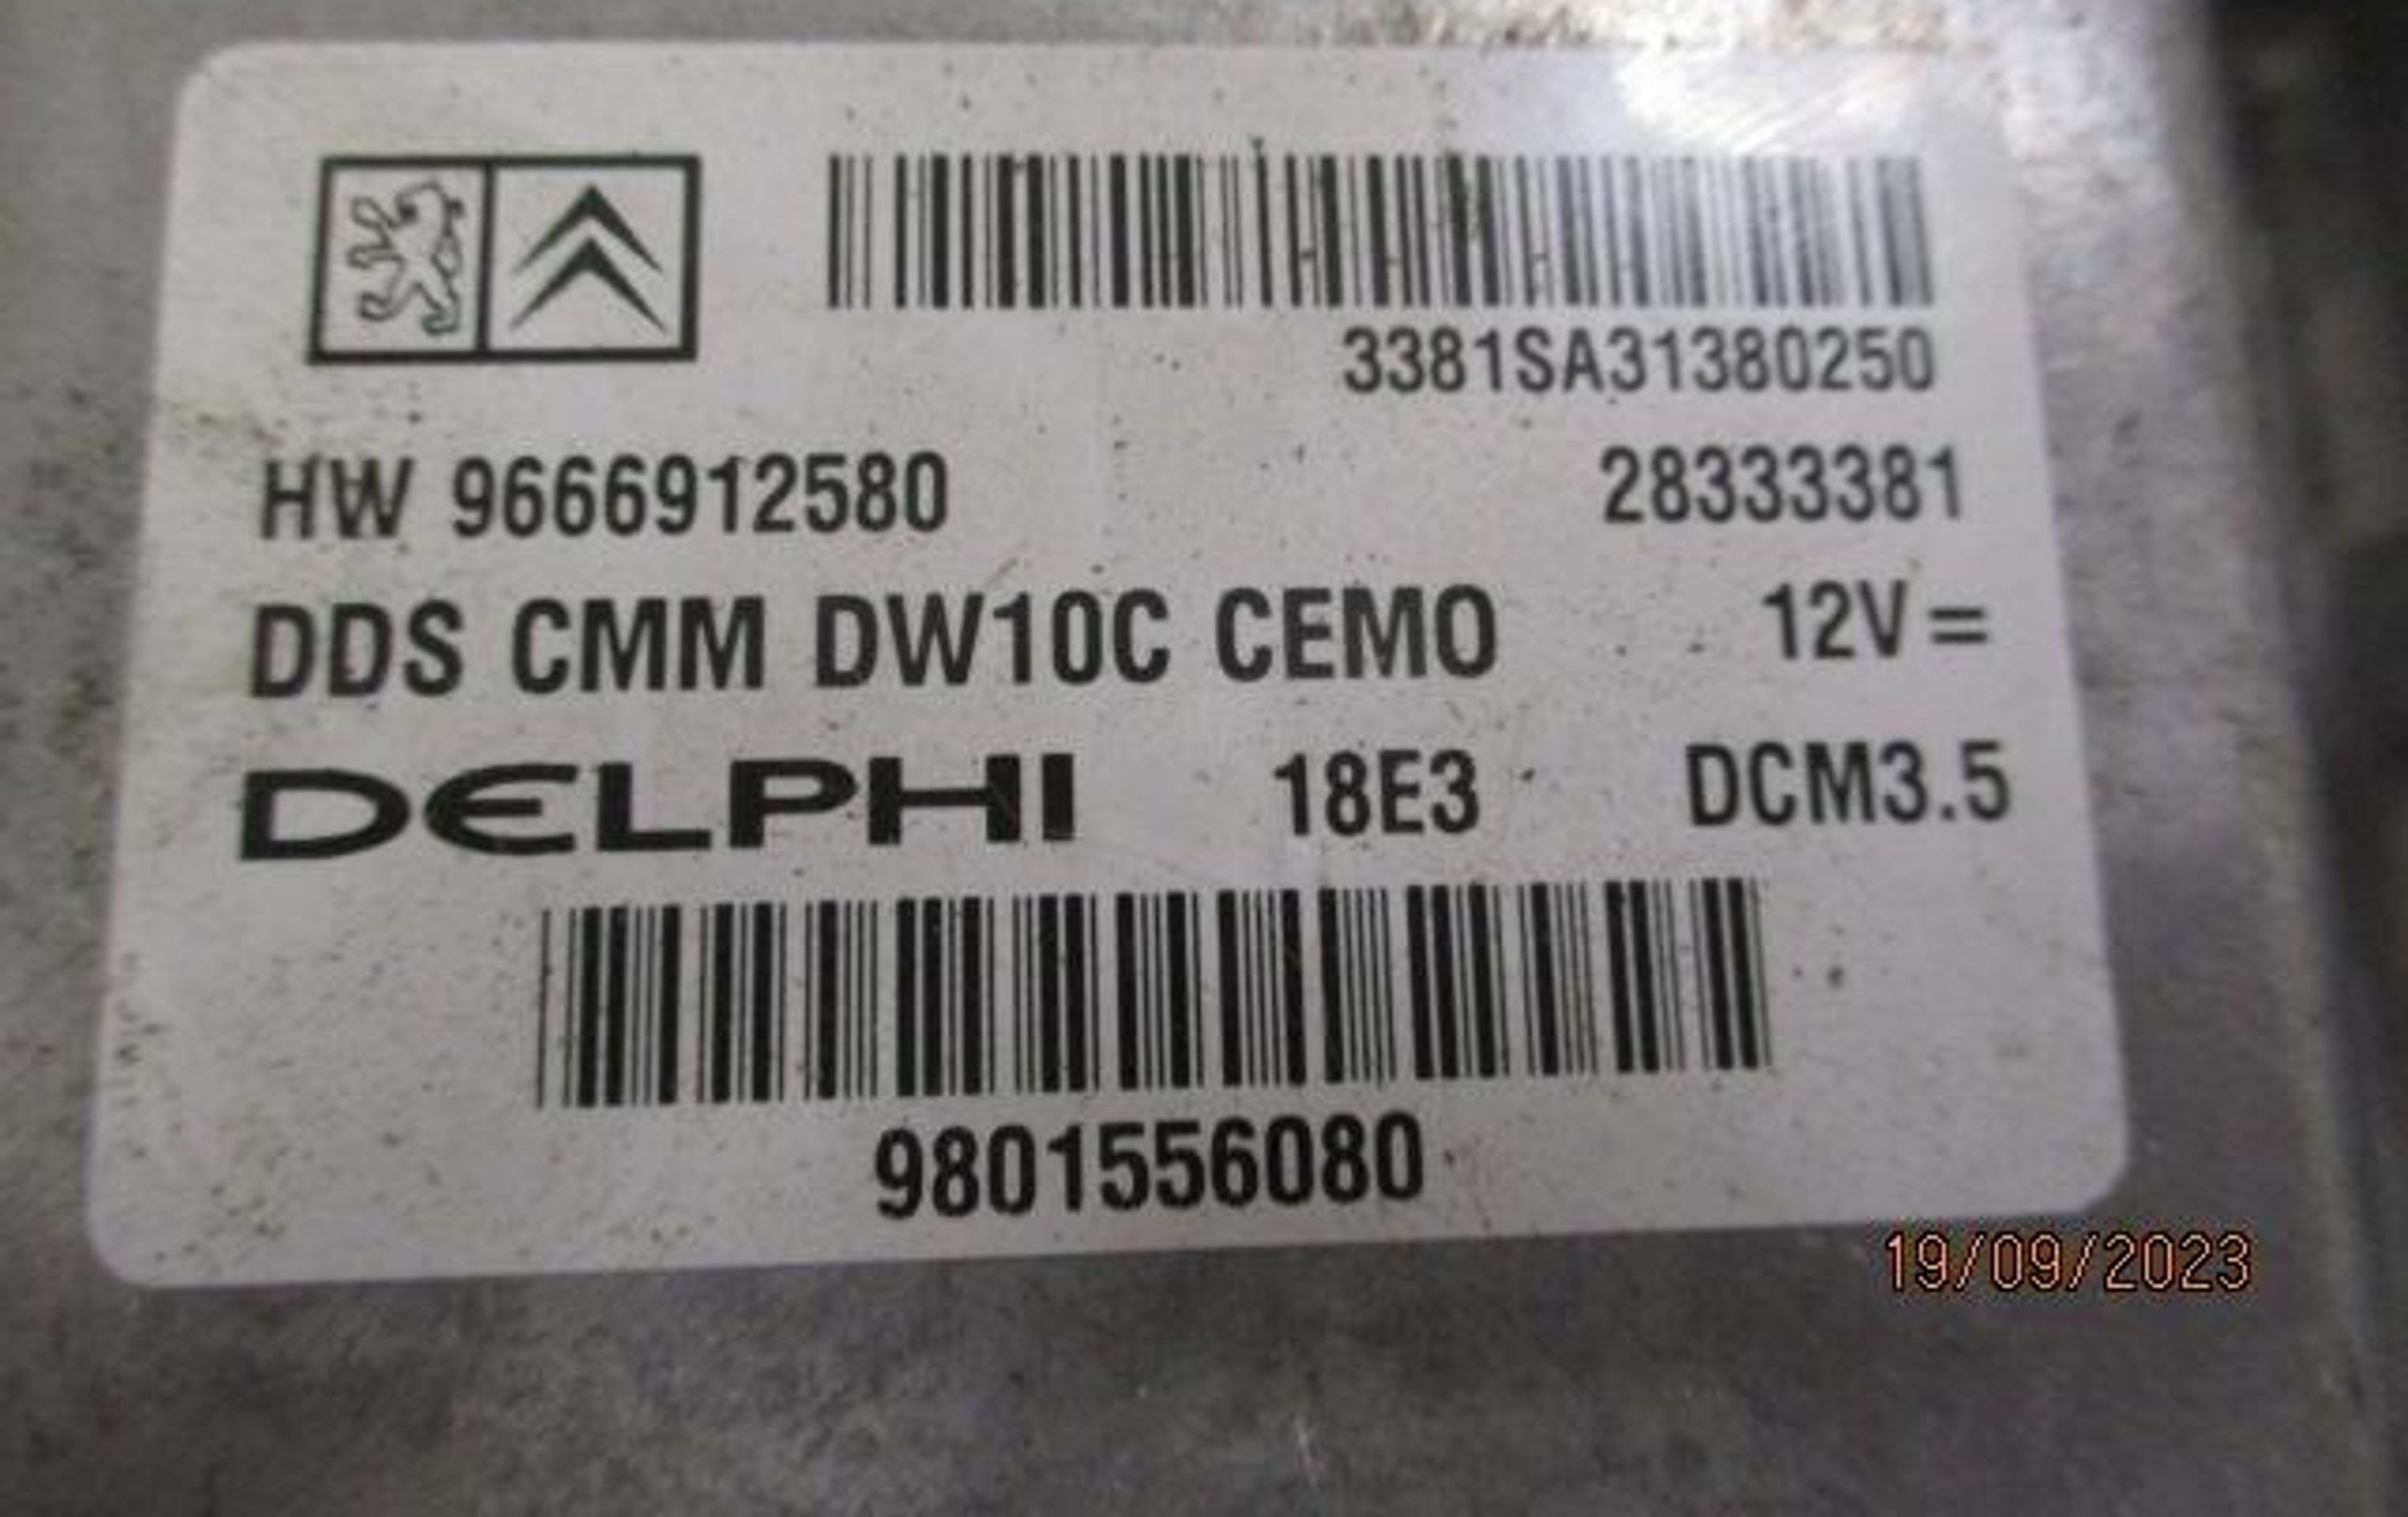 3381SA31380250
HW 9666912580 28333381
DDS CMM DW10C CEMO 12V=
DELPHI 18E3 DCM3.5
9801556080
19/09/2023